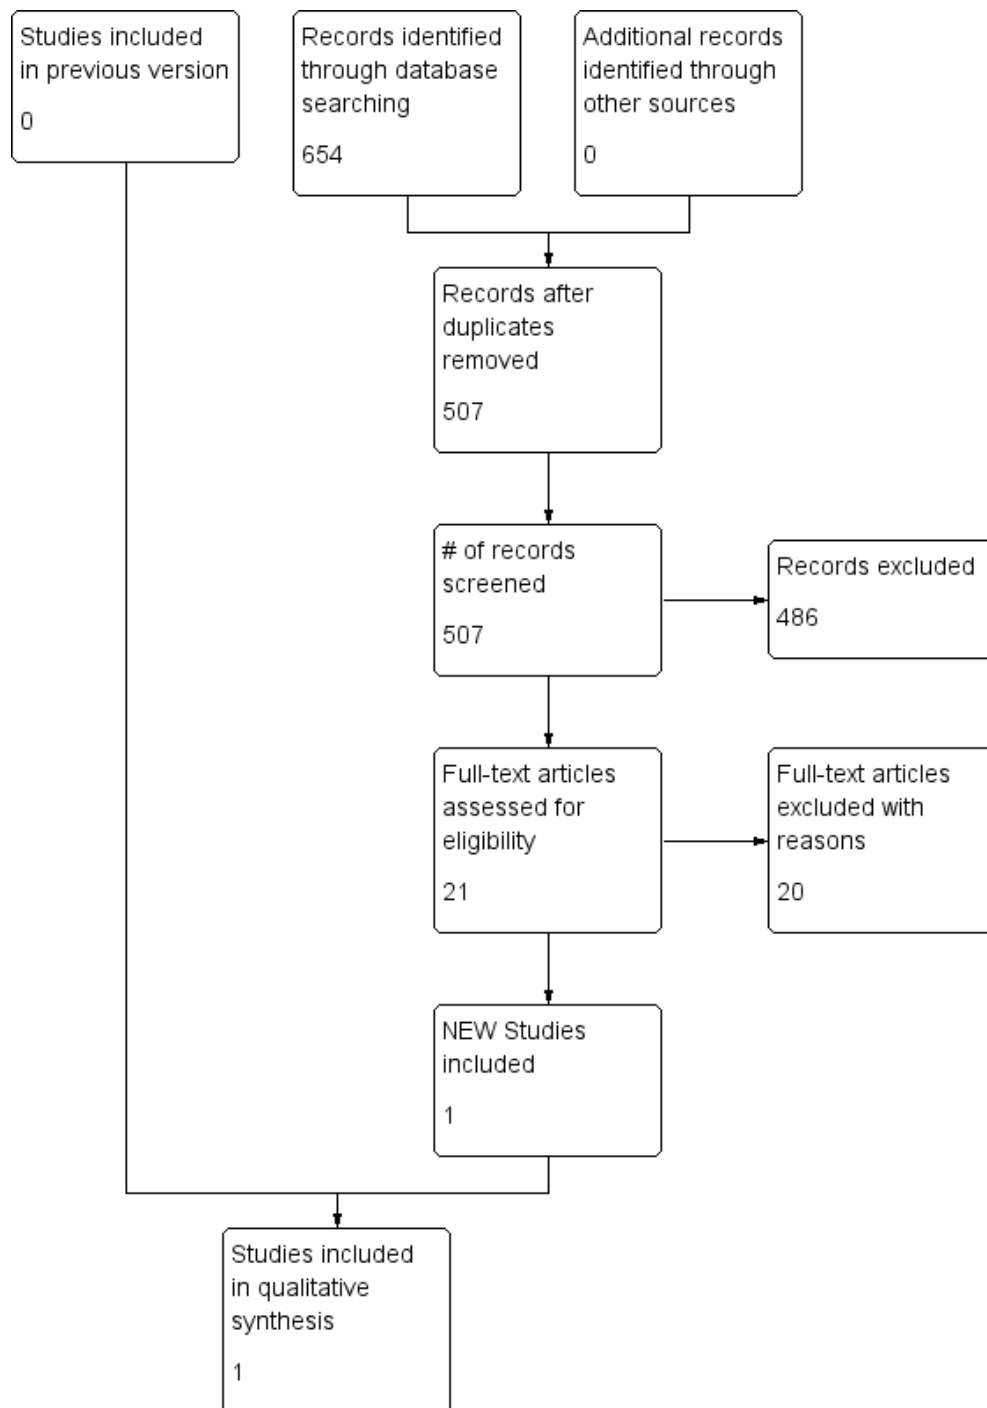 Studies included
in previous version
0
Records identified
through database
searching
654
Additional records
identified through
other sources
0
Records after
duplicates
removed
507
# of records
screened
507
Records excluded
486
Full-text articles
assessed for
eligibility
21
Full-text articles
excluded with
reasons
20
NEW Studies
included
1
Studies included
in qualitative
synthesis
1